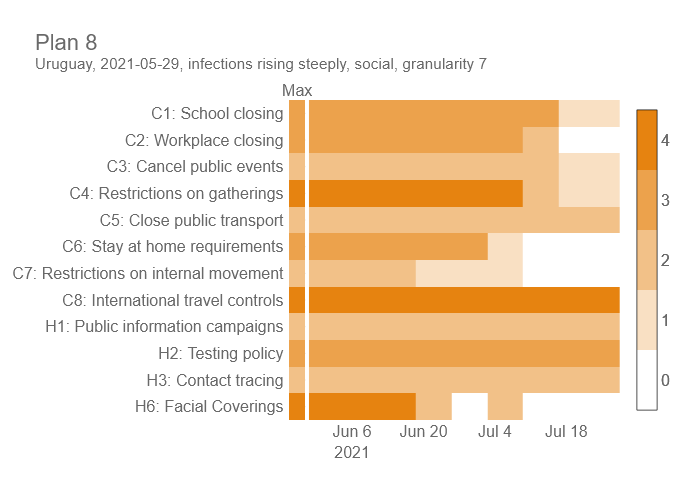 Plan 8
Uruguay, 2021-05-29, infections rising steeply, social, granularity 7
Max
C1: School closing
C2: Workplace closing
C3: Cancel public events
C4: Restrictions on gatherings
C5: Close public transport
C6: Stay at home requirements
C7: Restrictions on internal movement
C8: International travel controls
H1: Public information campaigns
H2: Testing policy
H3: Contact tracing
H6: Facial Coverings
Jun 6 Jun 20 Jul 4 Jul 18
2021
4
3
2
1
0